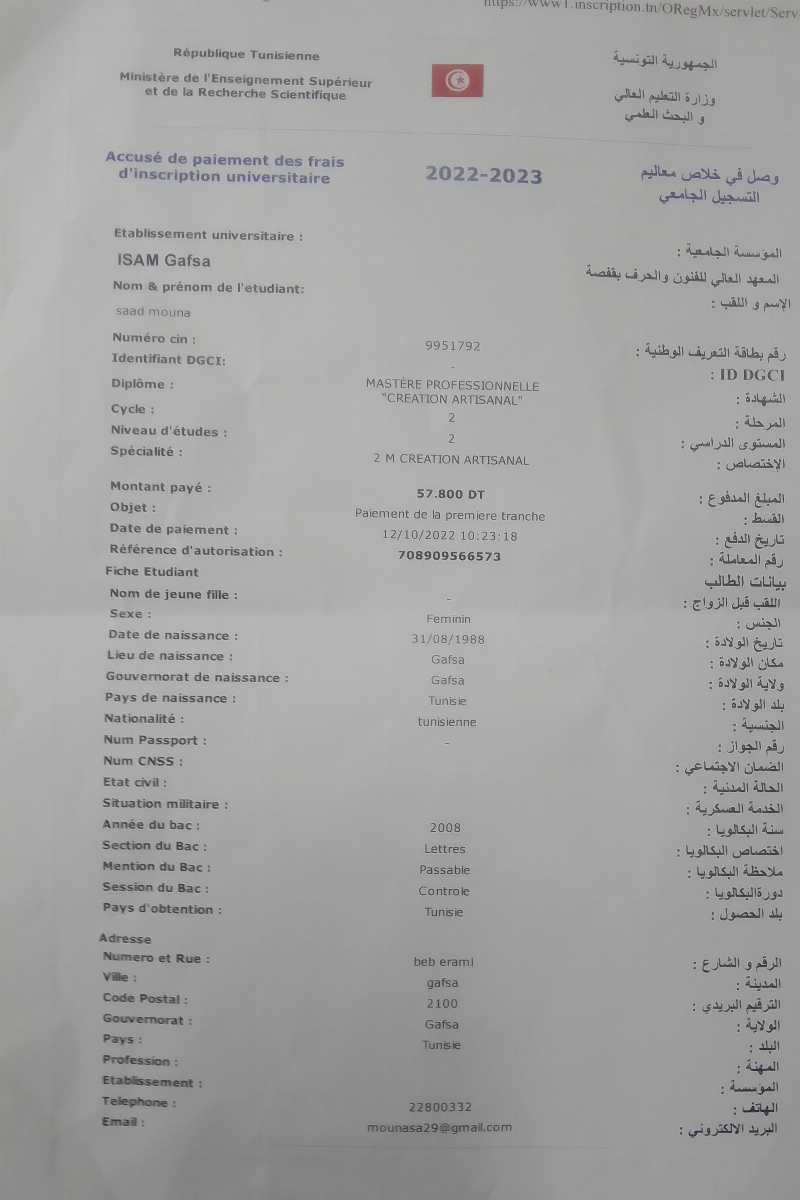 https://www1.inscription.tn/ORegMx/servlet/Serv
République Tunisienne
الجمهورية التونسية
Ministère de l'Enseignement Supérieur
et de la Recherche Scientifique
وزارة التعليم العالي
و البحث العلمي
Accusé de paiement des frais
d'inscription universitaire
2022-2023
وصل في خلاص معاليم
التسجيل الجامعي
Etablissement universitaire :
المؤسسة الجامعية :
ISAM Gafsa
المعهد العالي للفنون والحرف بقفصة
Nom & prénom de l'etudiant:
الإسم و اللقب :
saad mouna
Numéro cin : 9951792 رقم بطاقة التعريف الوطنية :
Identifiant DGCI: - ID DGCI :
Diplôme : MASTÈRE PROFESSIONNELLE الشهادة :
"CREATION ARTISANAL"
Cycle : 2 المرحلة :
Niveau d'études : 2 المستوى الدراسي :
Spécialité : 2 M CREATION ARTISANAL الإختصاص :
Montant payé : 57.800 DT المبلغ المدفوع :
Objet : Paiement de la premiere tranche القسط :
Date de paiement : 12/10/2022 10:23:18 تاريخ الدفع :
Référence d'autorisation : 708909566573 رقم المعاملة :
Fiche Etudiant بيانات الطالب
Nom de jeune fille : - اللقب قبل الزواج :
Sexe : Feminin الجنس :
Date de naissance : 31/08/1988 تاريخ الولادة :
Lieu de naissance : Gafsa مكان الولادة :
Gouvernorat de naissance : Gafsa ولاية الولادة :
Pays de naissance : Tunisie بلد الولادة :
Nationalité : tunisienne الجنسية :
Num Passport : - رقم الجواز :
Num CNSS : الضمان الاجتماعي :
Etat civil : الحالة المدنية :
Situation militaire : الخدمة العسكرية :
Année du bac : 2008 سنة البكالويا :
Section du Bac : Lettres اختصاص البكالويا :
Mention du Bac : Passable ملاحظة البكالويا :
Session du Bac : Controle دورةالبكالويا :
Pays d'obtention : Tunisie بلد الحصول :
Adresse
Numero et Rue : beb eraml الرقم و الشارع :
Ville : gafsa المدينة :
Code Postal : 2100 الترقيم البريدي :
Gouvernorat : Gafsa الولاية :
Pays : Tunisie البلد :
Profession : المهنة :
Etablissement : المؤسسة :
Telephone : 22800332 الهاتف :
Email : mounasa29@gmail.com البريد الالكتروني :